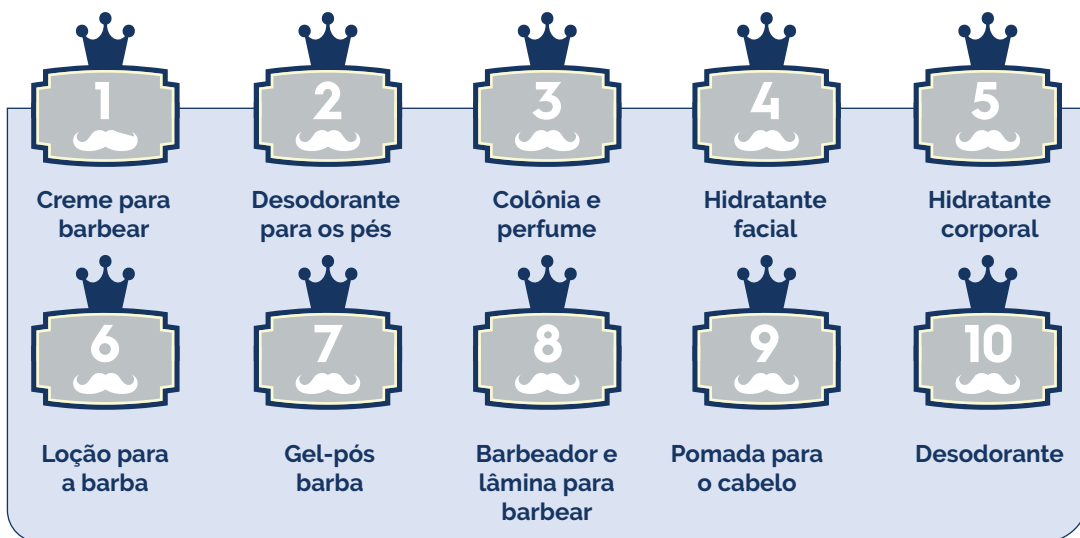 1
Creme para
barbear
2
Desodorante
para os pés
3
Colônia e
perfume
4
Hidratante
facial
5
Hidratante
corporal
6
Loção para
a barba
7
Gel-pós
barba
8
Barbeador e
lâmina para
barbear
9
Pomada para
o cabelo
10
Desodorante